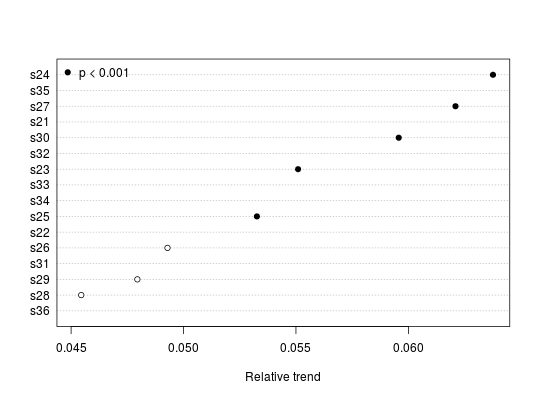 p < 0.001
s24
s35
s27
s21
s30
s32
s23
s33
s34
s25
s22
s26
s31
s29
s28
s36
0.045 0.050 0.055 0.060
Relative trend